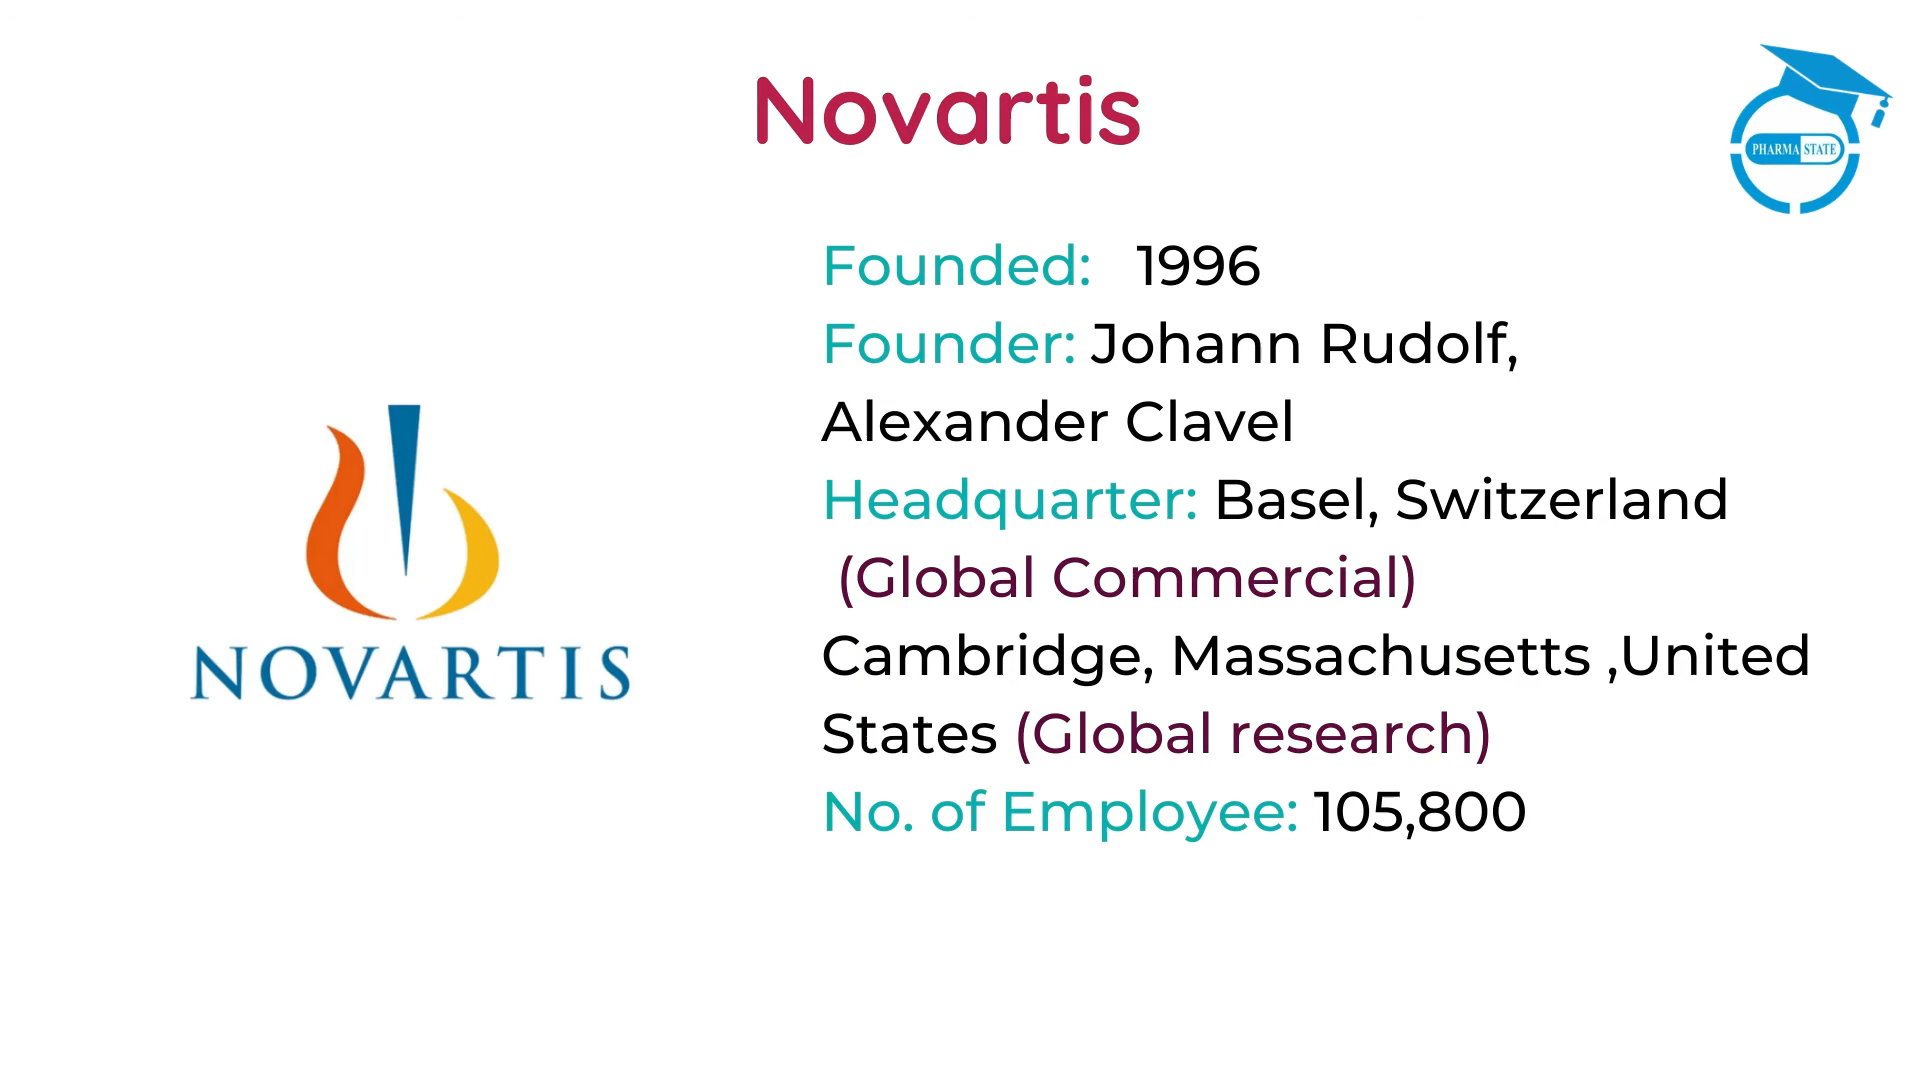 Novartis
PHARMA STATE
Founded: 1996
Founder: Johann Rudolf,
Alexander Clavel
Headquarter: Basel, Switzerland
(Global Commercial)
Cambridge, Massachusetts ,United
States (Global research)
No. of Employee: 105,800
NOVARTIS